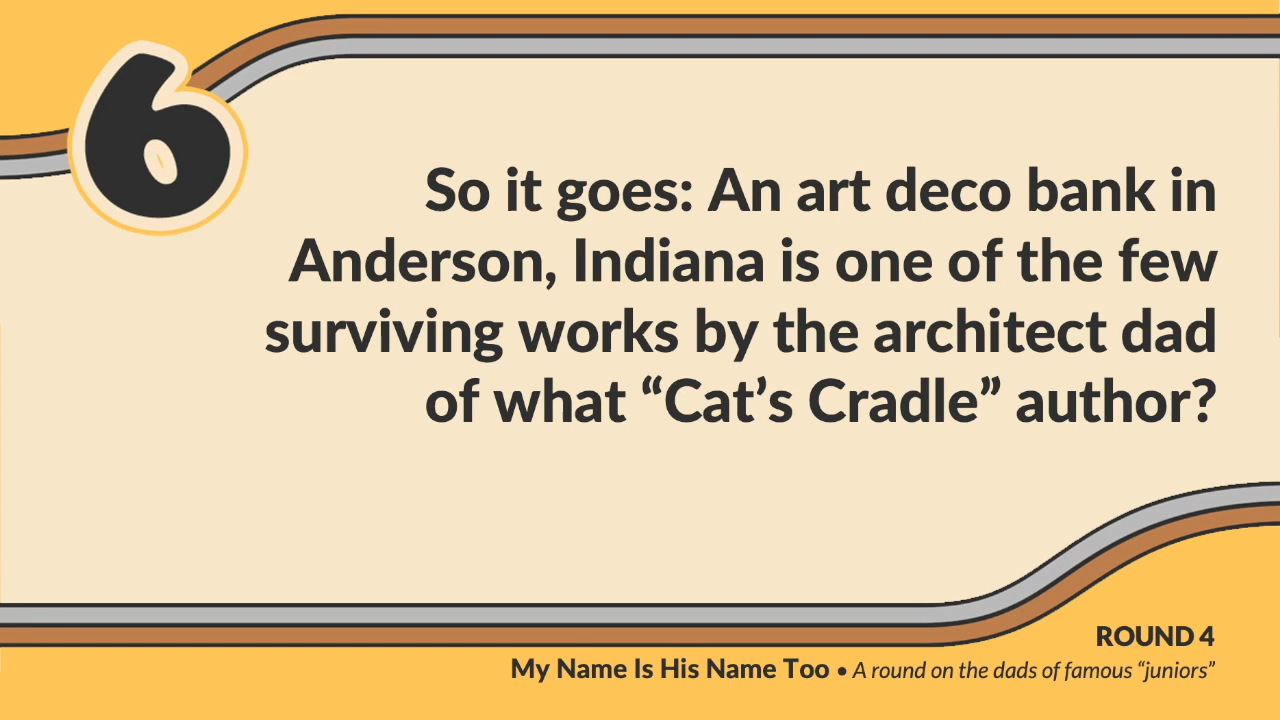 6
So it goes: An art deco bank in
Anderson, Indiana is one of the few
surviving works by the architect dad
of what “Cat’s Cradle” author?
ROUND 4
My Name Is His Name Too • A round on the dads of famous “juniors”